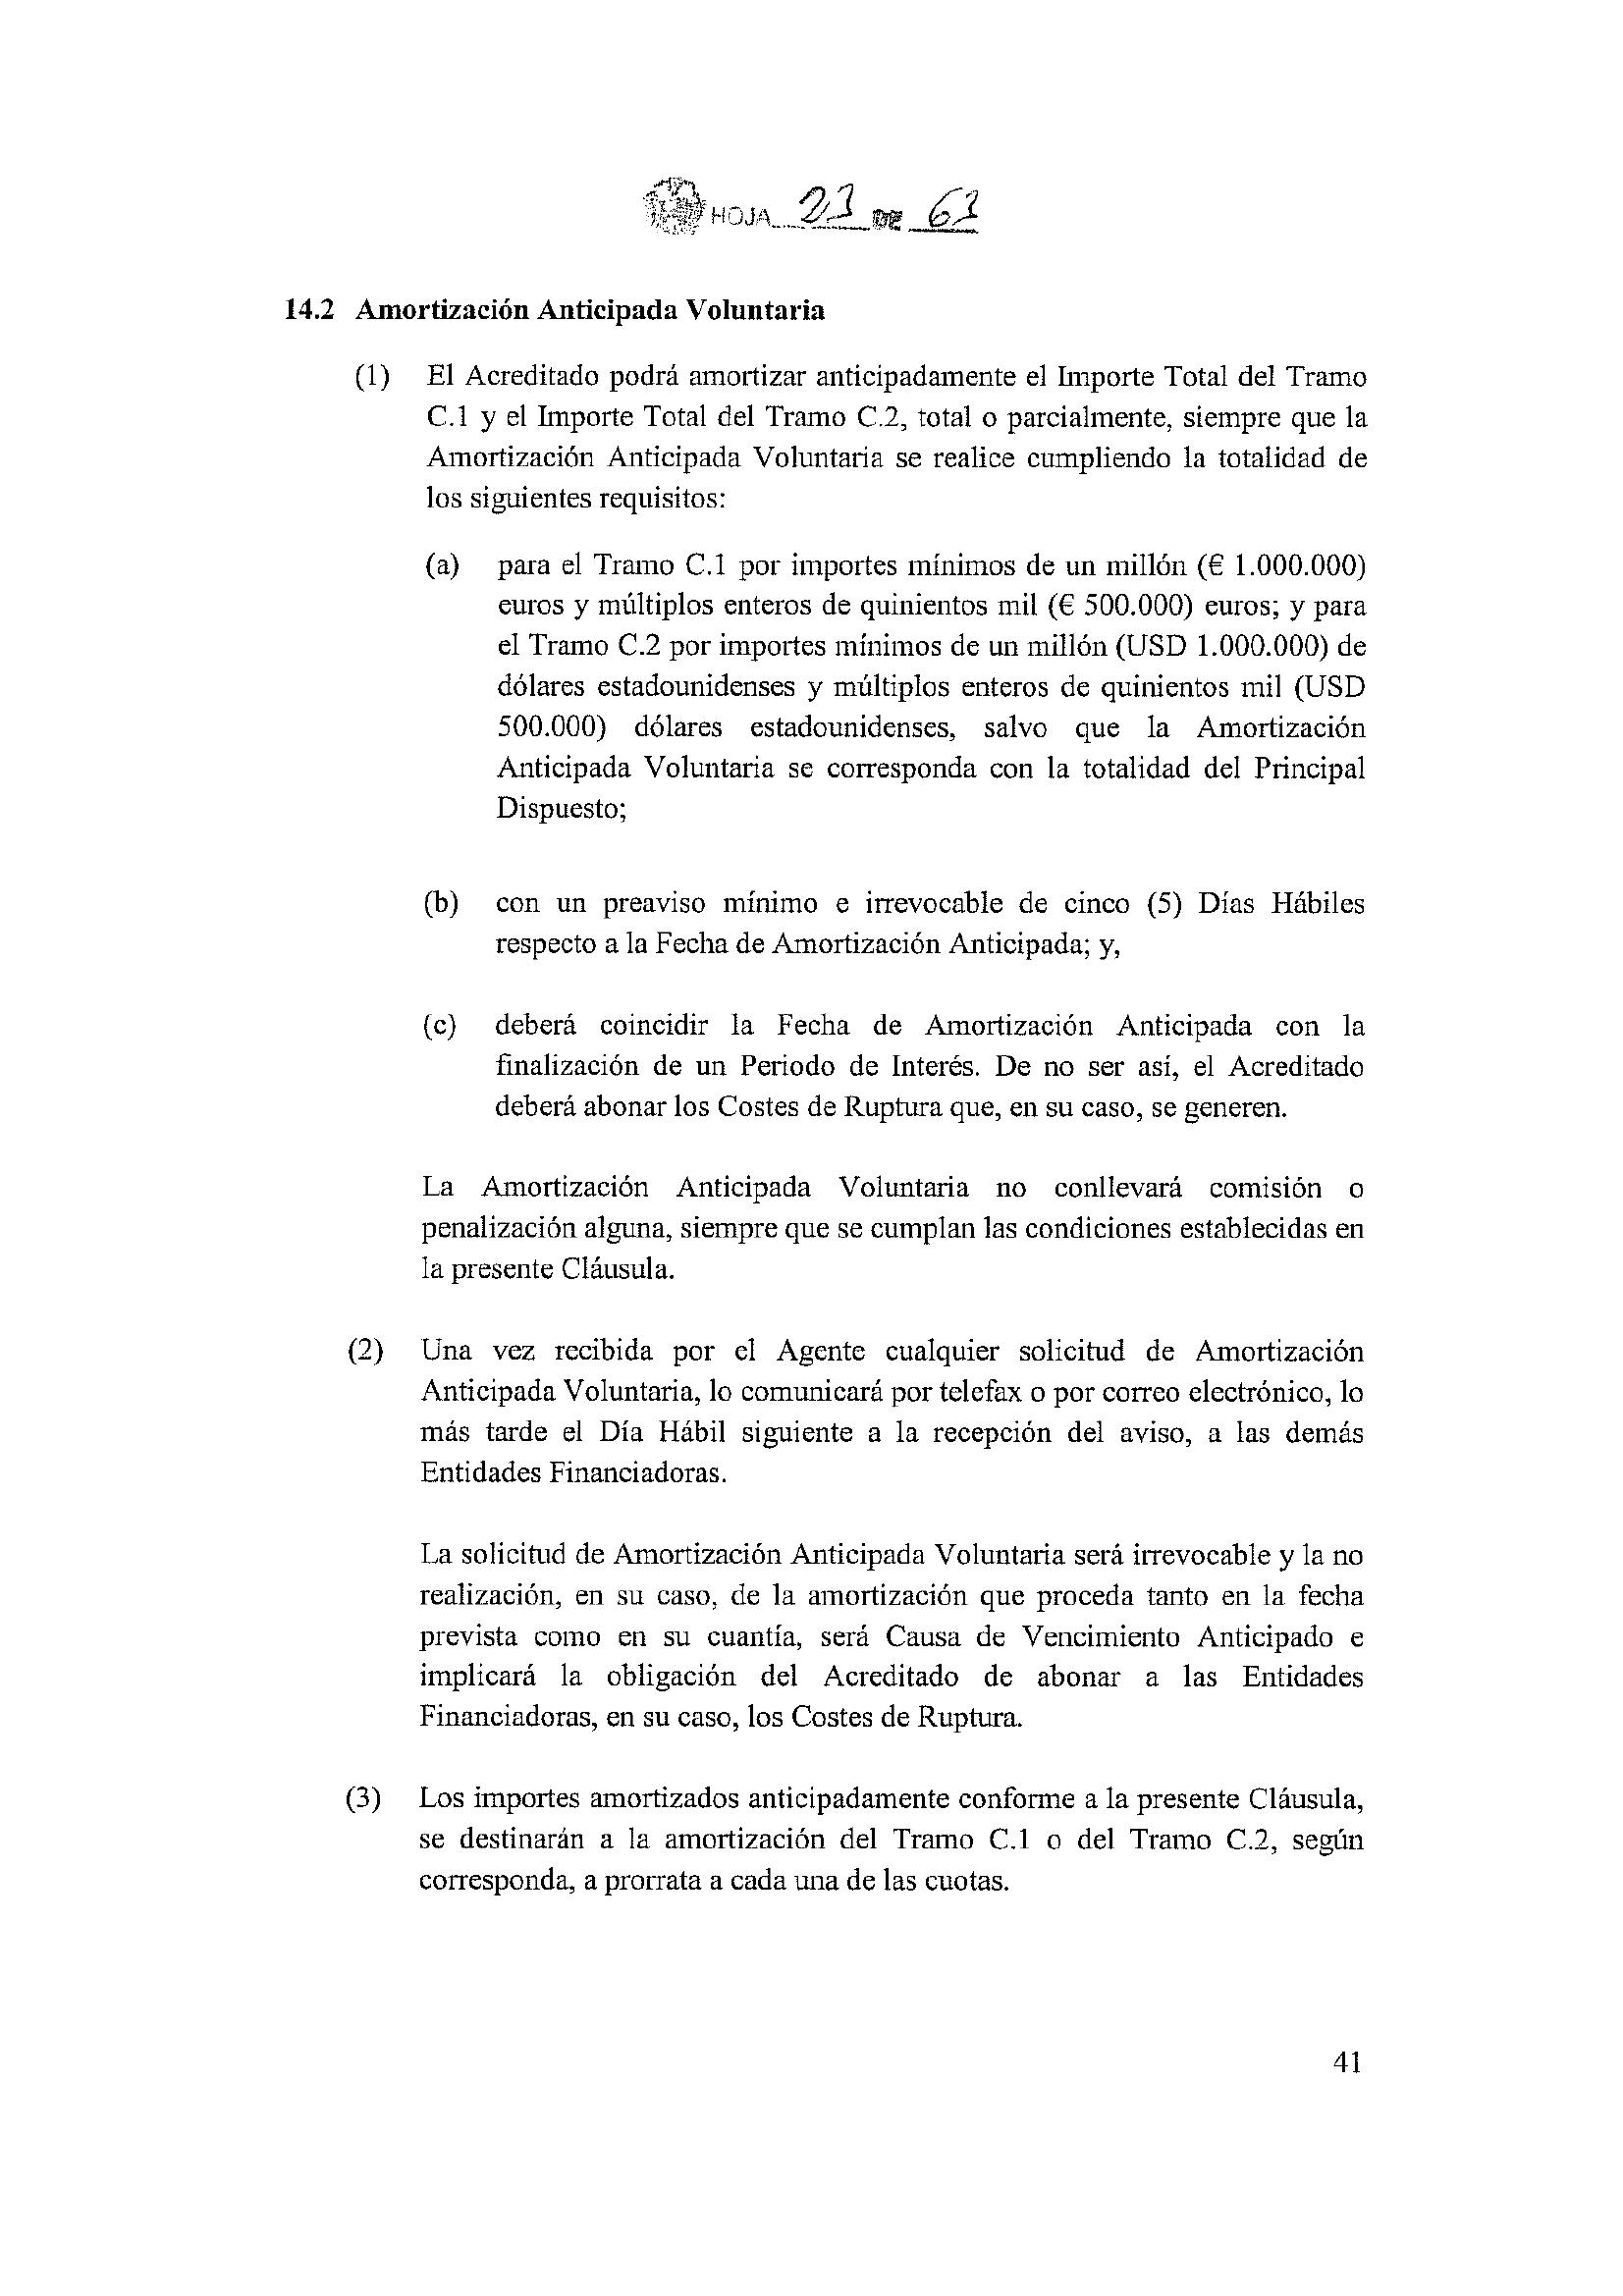 HOJA 23 DE 63
14.2 Amortización Anticipada Voluntaria
(1) El Acreditado podrá amortizar anticipadamente el Importe Total del Tramo
C.1 y el Importe Total del Tramo C.2, total o parcialmente, siempre que la
Amortización Anticipada Voluntaria se realice cumpliendo la totalidad de
los siguientes requisitos:
(a) para el Tramo C.1 por importes mínimos de un millón (€ 1.000.000)
euros y múltiplos enteros de quinientos mil (€ 500.000) euros; y para
el Tramo C.2 por importes mínimos de un millón (USD 1.000.000) de
dólares estadounidenses y múltiplos enteros de quinientos mil (USD
500.000) dólares estadounidenses, salvo que la Amortización
Anticipada Voluntaria se corresponda con la totalidad del Principal
Dispuesto;
(b) con un preaviso mínimo e irrevocable de cinco (5) Días Hábiles
respecto a la Fecha de Amortización Anticipada; y,
(c) deberá coincidir la Fecha de Amortización Anticipada con la
finalización de un Periodo de Interés. De no ser así, el Acreditado
deberá abonar los Costes de Ruptura que, en su caso, se generen.
La Amortización Anticipada Voluntaria no conllevará comisión o
penalización alguna, siempre que se cumplan las condiciones establecidas en
la presente Cláusula.
(2) Una vez recibida por el Agente cualquier solicitud de Amortización
Anticipada Voluntaria, lo comunicará por telefax o por correo electrónico, lo
más tarde el Día Hábil siguiente a la recepción del aviso, a las demás
Entidades Financiadoras.
La solicitud de Amortización Anticipada Voluntaria será irrevocable y la no
realización, en su caso, de la amortización que proceda tanto en la fecha
prevista como en su cuantía, será Causa de Vencimiento Anticipado e
implicará la obligación del Acreditado de abonar a las Entidades
Financiadoras, en su caso, los Costes de Ruptura.
(3) Los importes amortizados anticipadamente conforme a la presente Cláusula,
se destinarán a la amortización del Tramo C.1 o del Tramo C.2, según
corresponda, a prorrata a cada una de las cuotas.
41